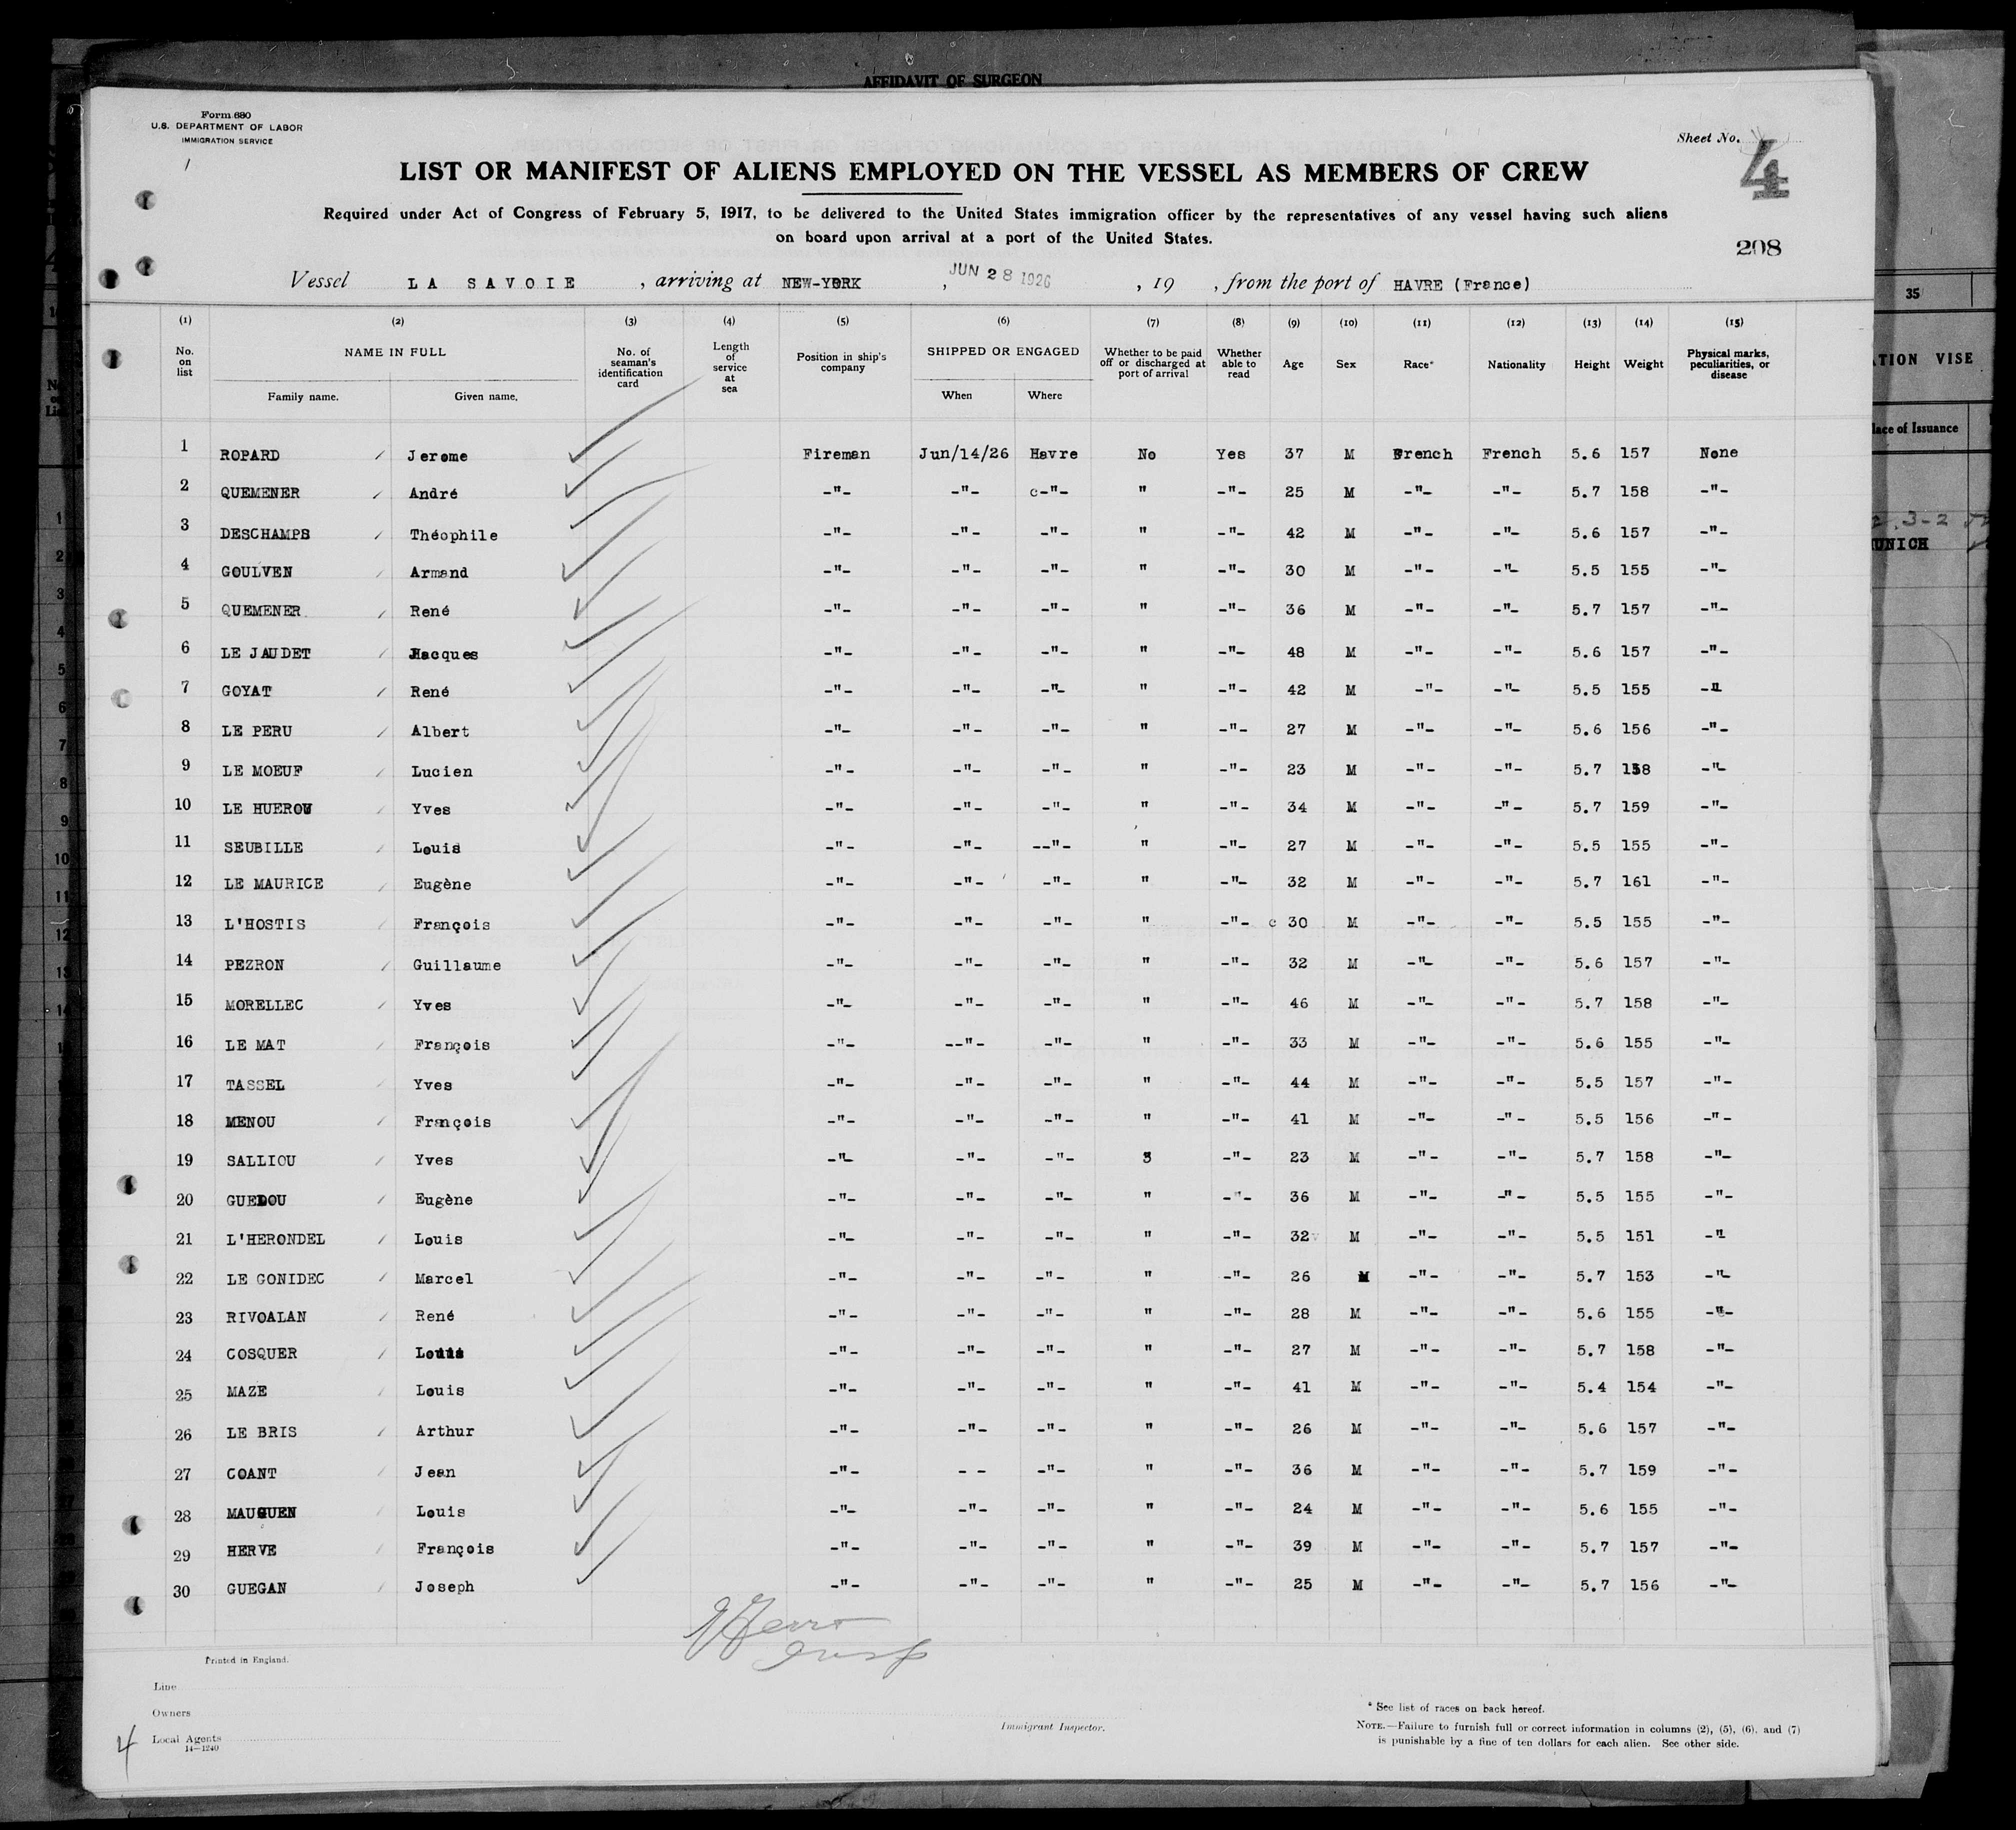 AFFIDAVIT OF SURGEON
Form 680
U.S. DEPARTMENT OF LABOR
IMMIGRATION SERVICE
Sheet No. 4
LIST OR MANIFEST OF ALIENS EMPLOYED ON THE VESSEL AS MEMBERS OF CREW
Required under Act of Congress of February 5, 1917, to be delivered to the United States immigration officer by the representatives of any vessel having such aliens
on board upon arrival at a port of the United States.
208
Vessel LA SAVOIE, arriving at NEW-YORK, JUN 28 1926, 19 , from the port of HAVRE (France)
(1) (2) (3) (4) (5) (6) (7) (8) (9) (10) (11) (12) (13) (14) (15)
No. on list NAME IN FULL Family name. Given name. No. of seaman's identification card Length of service at sea Position in ship's company SHIPPED OR ENGAGED When Where Whether to be paid off or discharged at port of arrival Whether able to read Age Sex Race* Nationality Height Weight Physical marks, peculiarities, or disease
1 ROPARD Jerome Fireman Jun/14/26 Havre No Yes 37 M French French 5.6 157 None
2 QUEMENER André -"- -"- c-"- " -"- 25 M -"- -"- 5.7 158 -"-
3 DESCHAMPS Théophile -"- -"- -"- " -"- 42 M -"- -"- 5.6 157 -"-
4 GOULVEN Armand -"- -"- -"- " -"- 30 M -"- -"- 5.5 155 -"-
5 QUEMENER René -"- -"- -"- " -"- 36 M -"- -"- 5.7 157 -"-
6 LE JAUDET Jacques -"- -"- -"- " -"- 48 M -"- -"- 5.6 157 -"-
7 GOYAT René -"- -"- -"- " -"- 42 M -"- -"- 5.5 155 -"
8 LE PERU Albert -"- -"- -"- " -"- 27 M -"- -"- 5.6 156 -"-
9 LE MOEUF Lucien -"- -"- -"- " -"- 23 M -"- -"- 5.7 158 -"-
10 LE HUEROU Yves -"- -"- -"- " -"- 34 M -"- -"- 5.7 159 -"-
11 SEUBILLE Louis -"- -"- --"- " -"- 27 M -"- -"- 5.5 155 -"-
12 LE MAURICE Eugène -"- -"- -"- " -"- 32 M -"- -"- 5.7 161 -"-
13 L'HOSTIS François -"- -"- -"- " -"- c 30 M -"- -"- 5.5 155 -"-
14 PEZRON Guillaume -"- -"- -"- " -"- 32 M -"- -"- 5.6 157 -"-
15 MORELLEC Yves -"- -"- -"- " -"- 46 M -"- -"- 5.7 158 -"-
16 LE MAT François -"- --"- -"- " -"- 33 M -"- -"- 5.6 155 -"-
17 TASSEL Yves -"- -"- -"- " -"- 44 M -"- -"- 5.5 157 -"-
18 MENOU François -"- -"- -"- " -"- 41 M -"- -"- 5.5 156 -"-
19 SALLIOU Yves -"- -"- -"- 3 -"- 23 M -"- -"- 5.7 158 -"-
20 GUEDOU Eugène -"- -"- -"- " -"- 36 M -"- -"- 5.5 155 -"-
21 L'HERONDEL Louis -"- -"- -"- " -"- 32 M -"- -"- 5.5 151 -"
22 LE GONIDEC Marcel -"- -"- -"- " -"- 26 M -"- -"- 5.7 153 -"-
23 RIVOALAN René -"- -"- -"- " -"- 28 M -"- -"- 5.6 155 -"-
24 COSQUER Louis -"- -"- -"- " -"- 27 M -"- -"- 5.7 158 -"-
25 MAZE Louis -"- -"- -"- " -"- 41 M -"- -"- 5.4 154 -"-
26 LE BRIS Arthur -"- -"- -"- " -"- 26 M -"- -"- 5.6 157 -"-
27 COANT Jean -"- - - -"- " -"- 36 M -"- -"- 5.7 159 -"-
28 MAUGUEN Louis -"- -"- -"- " -"- 24 M -"- -"- 5.6 155 -"-
29 HERVE François -"- -"- -"- " -"- 39 M -"- -"- 5.7 157 -"-
30 GUEGAN Joseph -"- -"- -"- " -"- 25 M -"- -"- 5.7 156 -"-
Printed in England.
Line
Owners
Local Agents
14—1240
4
Immigrant Inspector.
* See list of races on back hereof.
NOTE.—Failure to furnish full or correct information in columns (2), (5), (6), and (7)
is punishable by a fine of ten dollars for each alien. See other side.
35
ATION VISE
lace of Issuance
UNICH